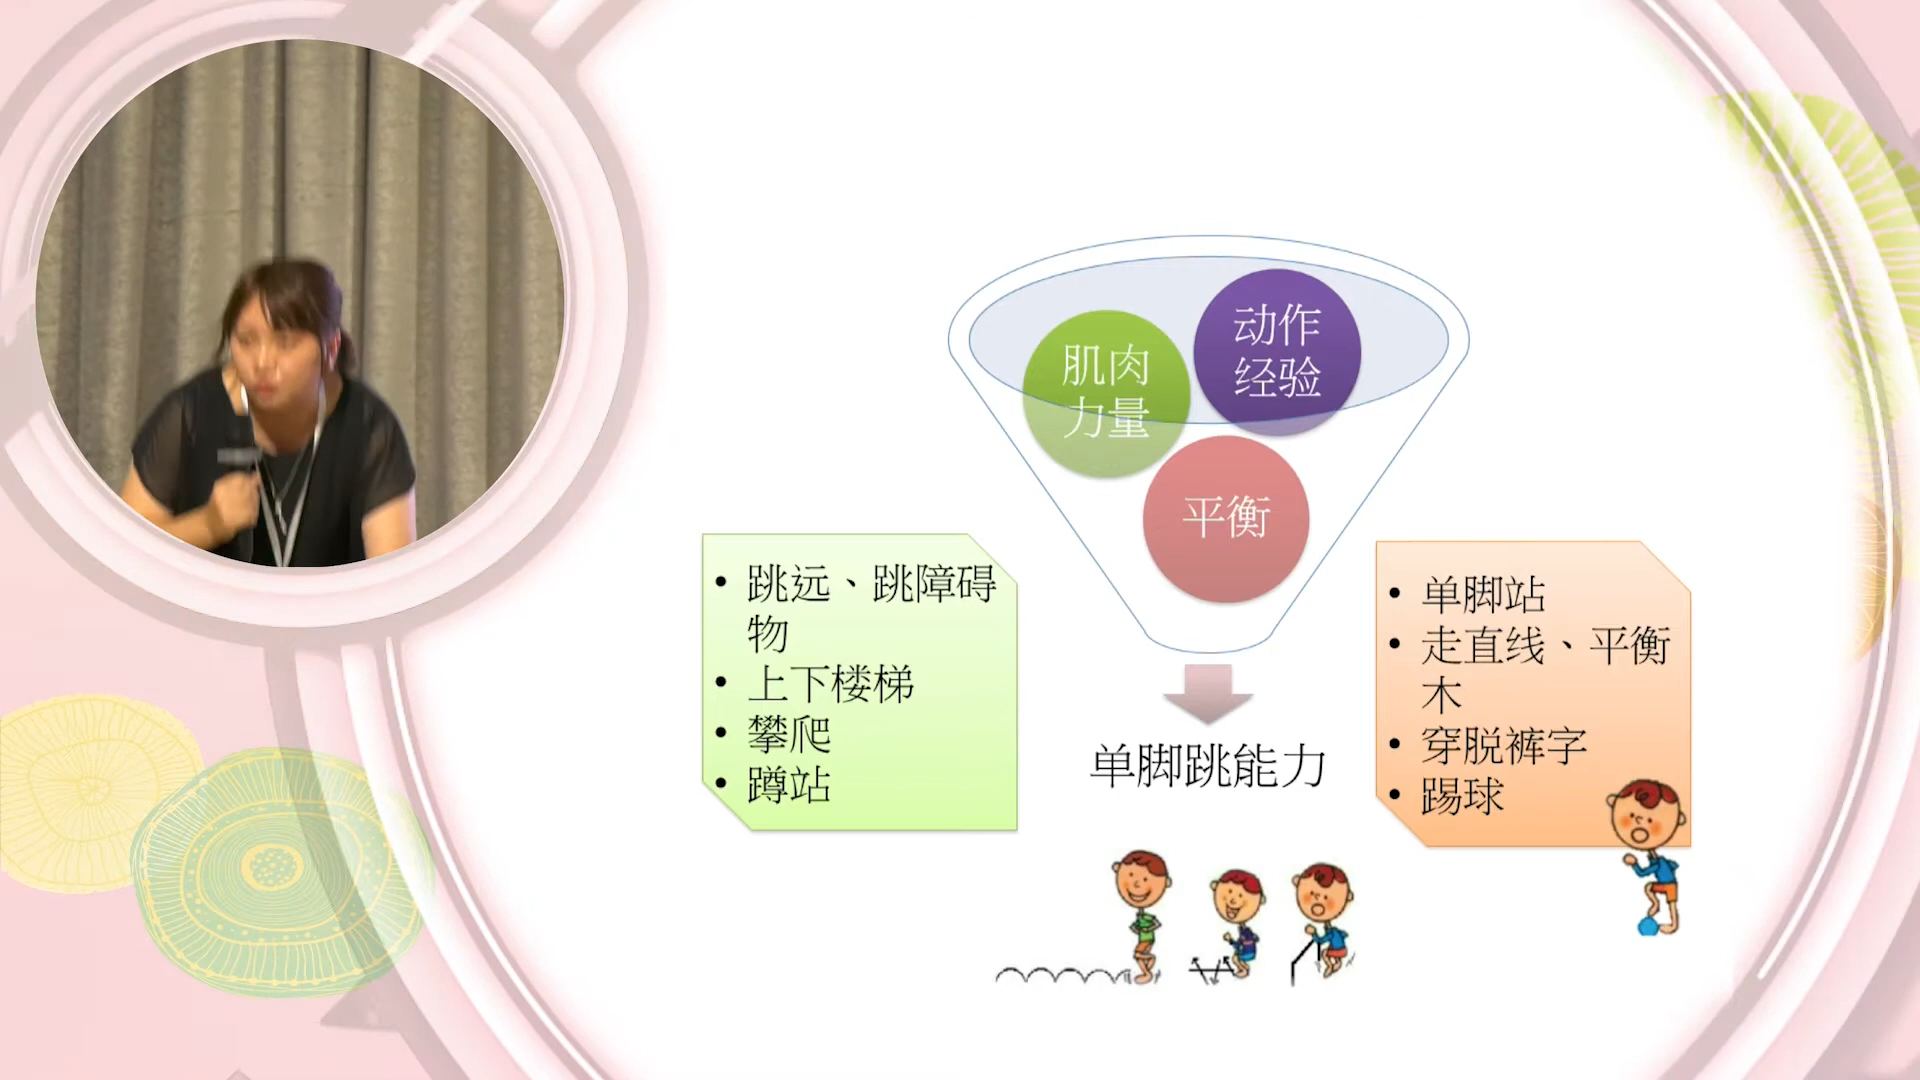 动作
经验
肌肉
力量
平衡
• 跳远、跳障碍
物
• 上下楼梯
• 攀爬
• 蹲站
• 单脚站
• 走直线、平衡
木
• 穿脱裤字
• 踢球
单脚跳能力